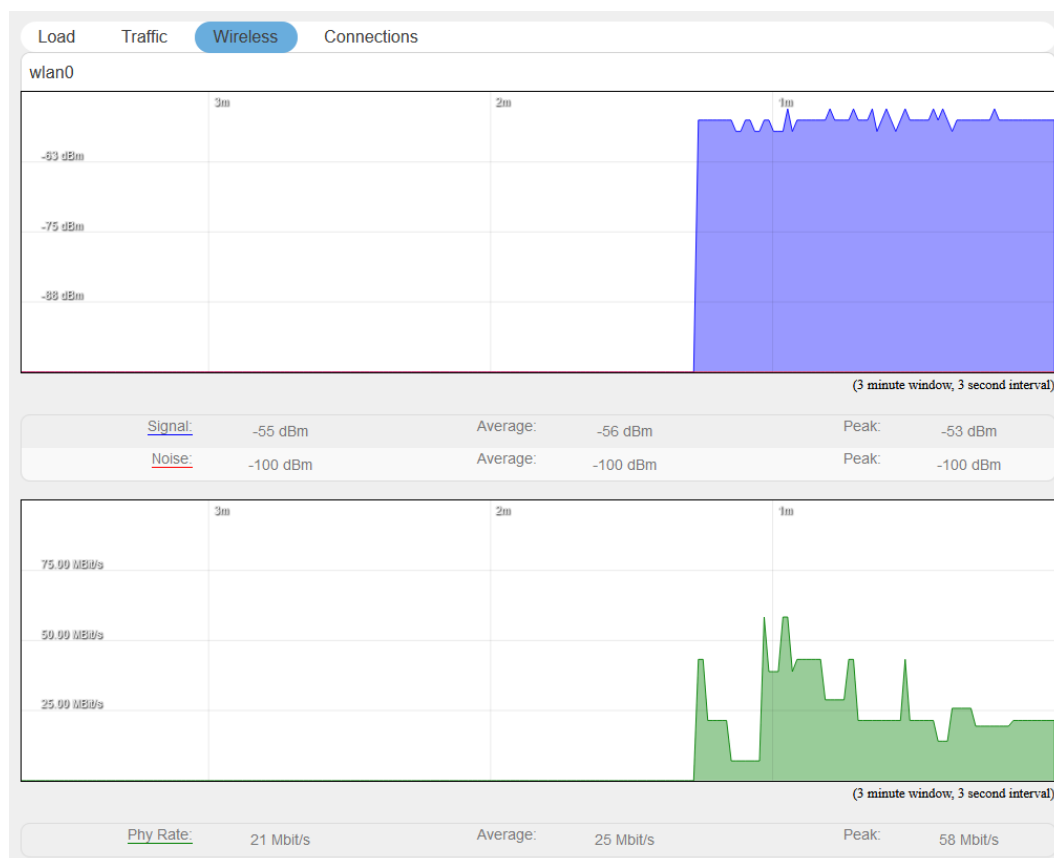 Load Traffic Wireless Connections
wlan0
3m 2m 1m
-63 dBm
-75 dBm
-88 dBm
(3 minute window, 3 second interval)
Signal: -55 dBm Average: -56 dBm Peak: -53 dBm
Noise: -100 dBm Average: -100 dBm Peak: -100 dBm
3m 2m 1m
75.00 MBit/s
50.00 MBit/s
25.00 MBit/s
(3 minute window, 3 second interval)
Phy Rate: 21 Mbit/s Average: 25 Mbit/s Peak: 58 Mbit/s